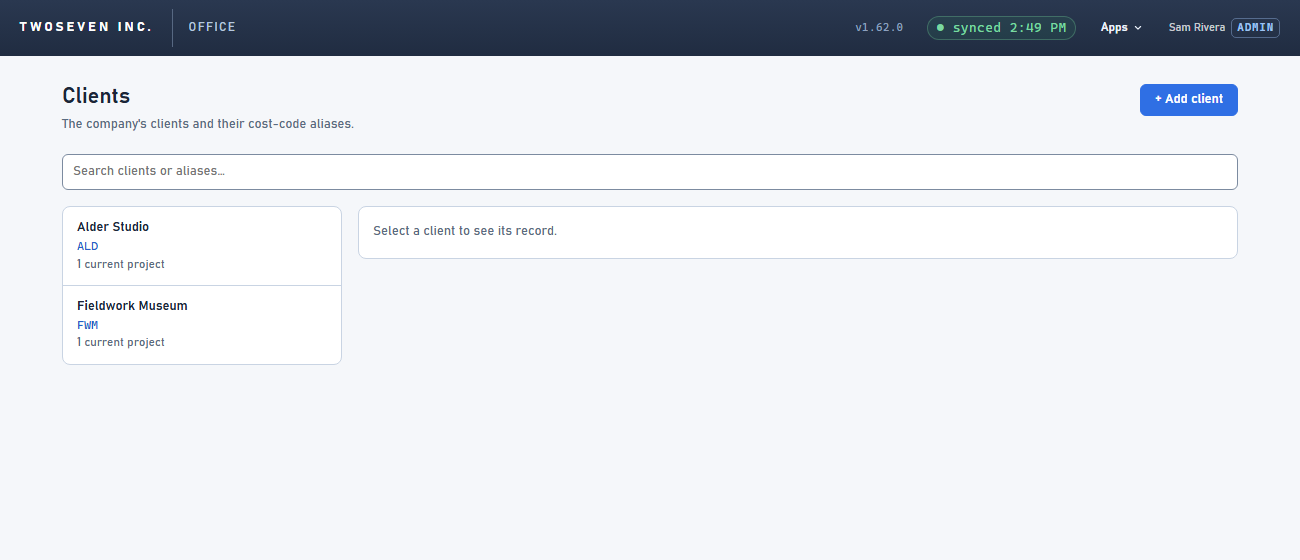 TWOSEVEN INC.
OFFICE
v1.62.0
synced 2:49 PM
Apps
Sam Rivera
ADMIN
Clients
+ Add client
The company's clients and their cost-code aliases.
Search clients or aliases…
Alder Studio
ALD
1 current project
Select a client to see its record.
Fieldwork Museum
FWM
1 current project